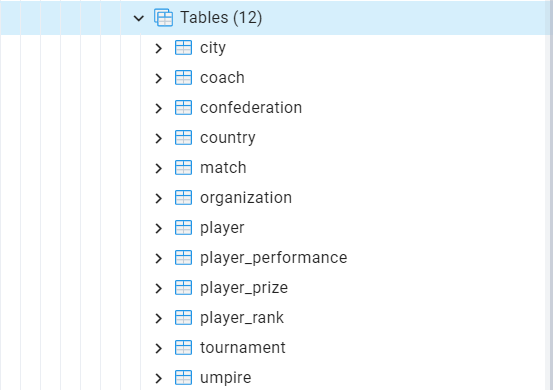 Tables (12)
city
coach
confederation
country
match
organization
player
player_performance
player_prize
player_rank
tournament
umpire